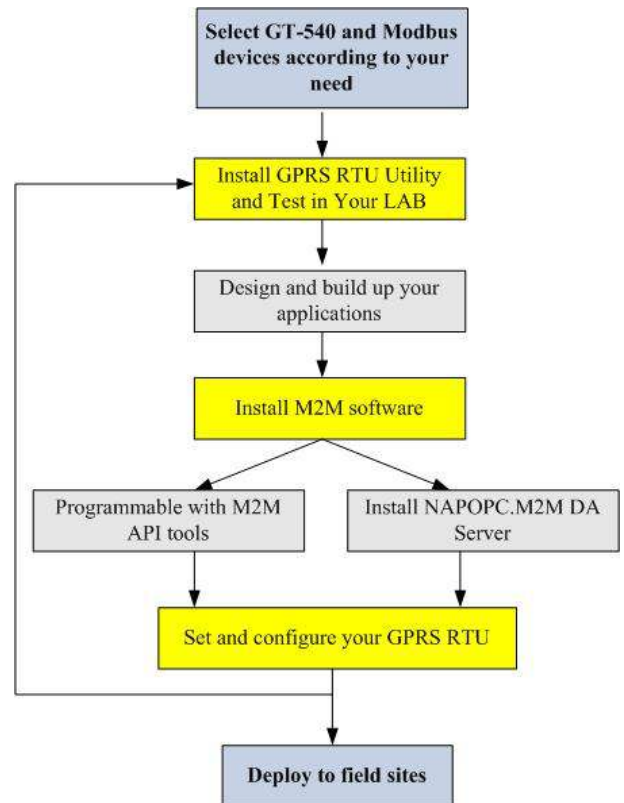 Select GT-540 and Modbus
devices according to your
need
Install GPRS RTU Utility
and Test in Your LAB
Design and build up your
applications
Install M2M software
Programmable with M2M
API tools
Install NAPOPC.M2M DA
Server
Set and configure your GPRS RTU
Deploy to field sites